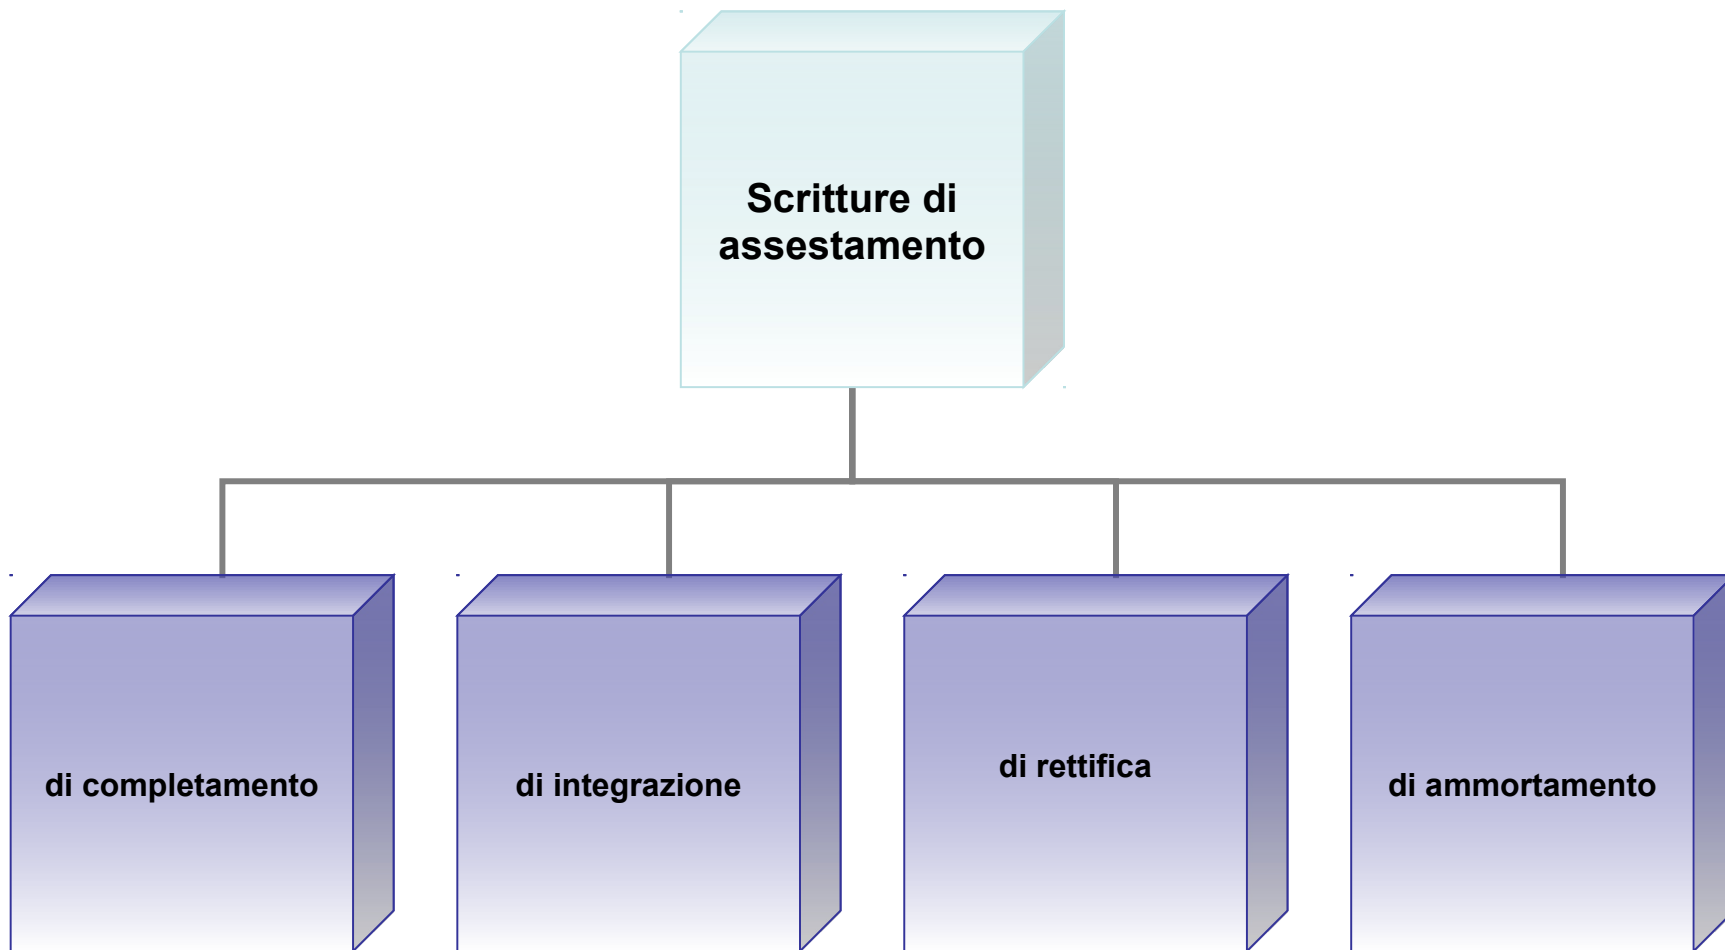 Scritture di
assestamento
di completamento
di integrazione
di rettifica
di ammortamento